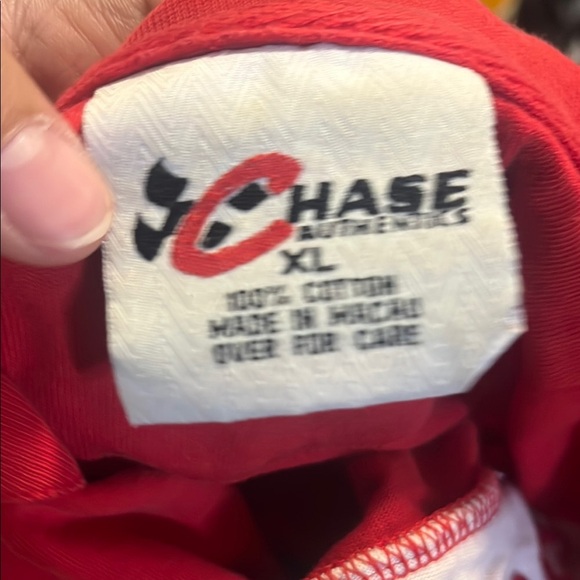 CHASE
AUTHENTICS
XL
100% COTTON
MADE IN MACAU
OVER FOR CARE